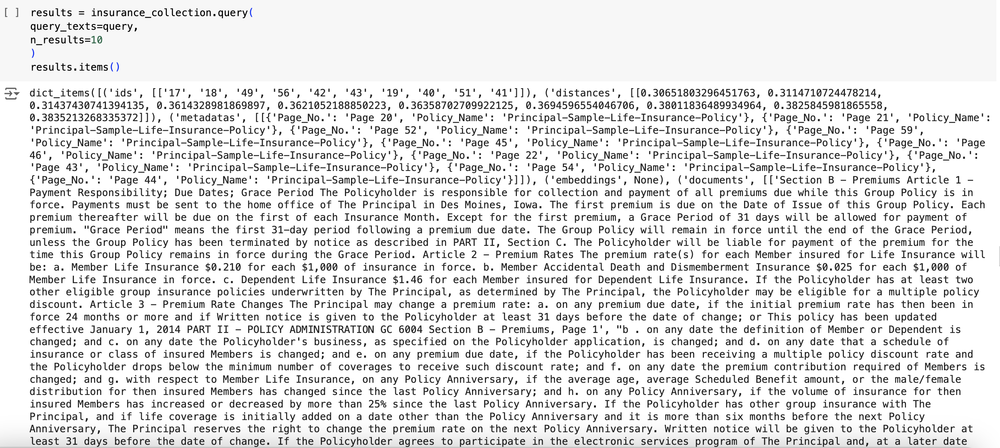 [ ] results = insurance_collection.query(
query_texts=query,
n_results=10
)
results.items()
dict_items([('ids', [['17', '18', '49', '56', '42', '43', '19', '40', '51', '41']]), ('distances', [[0.30651803296451763, 0.3114710724478214,
0.31437430741394135, 0.3614328981869897, 0.3621052188850223, 0.36358702709922125, 0.3694596554046706, 0.38011836489934964, 0.3825845981865558,
0.3835213268335372]]), ('metadatas', [[{'Page_No.': 'Page 20', 'Policy_Name': 'Principal-Sample-Life-Insurance-Policy'}, {'Page_No.': 'Page 21', 'Policy_Name':
'Principal-Sample-Life-Insurance-Policy'}, {'Page_No.': 'Page 52', 'Policy_Name': 'Principal-Sample-Life-Insurance-Policy'}, {'Page_No.': 'Page 59',
'Policy_Name': 'Principal-Sample-Life-Insurance-Policy'}, {'Page_No.': 'Page 45', 'Policy_Name': 'Principal-Sample-Life-Insurance-Policy'}, {'Page_No.': 'Page
46', 'Policy_Name': 'Principal-Sample-Life-Insurance-Policy'}, {'Page_No.': 'Page 22', 'Policy_Name': 'Principal-Sample-Life-Insurance-Policy'}, {'Page_No.':
'Page 43', 'Policy_Name': 'Principal-Sample-Life-Insurance-Policy'}, {'Page_No.': 'Page 54', 'Policy_Name': 'Principal-Sample-Life-Insurance-Policy'},
{'Page_No.': 'Page 44', 'Policy_Name': 'Principal-Sample-Life-Insurance-Policy'}]]), ('embeddings', None), ('documents', [['Section B - Premiums Article 1 -
Payment Responsibility; Due Dates; Grace Period The Policyholder is responsible for collection and payment of all premiums due while this Group Policy is in
force. Payments must be sent to the home office of The Principal in Des Moines, Iowa. The first premium is due on the Date of Issue of this Group Policy. Each
premium thereafter will be due on the first of each Insurance Month. Except for the first premium, a Grace Period of 31 days will be allowed for payment of
premium. "Grace Period" means the first 31-day period following a premium due date. The Group Policy will remain in force until the end of the Grace Period,
unless the Group Policy has been terminated by notice as described in PART II, Section C. The Policyholder will be liable for payment of the premium for the
time this Group Policy remains in force during the Grace Period. Article 2 - Premium Rates The premium rate(s) for each Member insured for Life Insurance will
be: a. Member Life Insurance $0.210 for each $1,000 of insurance in force. b. Member Accidental Death and Dismemberment Insurance $0.025 for each $1,000 of
Member Life Insurance in force. c. Dependent Life Insurance $1.46 for each Member insured for Dependent Life Insurance. If the Policyholder has at least two
other eligible group insurance policies underwritten by The Principal, as determined by The Principal, the Policyholder may be eligible for a multiple policy
discount. Article 3 - Premium Rate Changes The Principal may change a premium rate: a. on any premium due date, if the initial premium rate has then been in
force 24 months or more and if Written notice is given to the Policyholder at least 31 days before the date of change; or This policy has been updated
effective January 1, 2014 PART II - POLICY ADMINISTRATION GC 6004 Section B - Premiums, Page 1', "b . on any date the definition of Member or Dependent is
changed; and c. on any date the Policyholder's business, as specified on the Policyholder application, is changed; and d. on any date that a schedule of
insurance or class of insured Members is changed; and e. on any premium due date, if the Policyholder has been receiving a multiple policy discount rate and
the Policyholder drops below the minimum number of coverages to receive such discount rate; and f. on any date the premium contribution required of Members is
changed; and g. with respect to Member Life Insurance, on any Policy Anniversary, if the average age, average Scheduled Benefit amount, or the male/female
distribution for then insured Members has changed since the last Policy Anniversary; and h. on any Policy Anniversary, if the volume of insurance for then
insured Members has increased or decreased by more than 25% since the last Policy Anniversary. If the Policyholder has other group insurance with The
Principal, and if life coverage is initially added on a date other than the Policy Anniversary and it is more than six months before the next Policy
Anniversary, The Principal reserves the right to change the premium rate on the next Policy Anniversary. Written notice will be given to the Policyholder at
least 31 days before the date of change. If the Policyholder agrees to participate in the electronic services program of The Principal and, at a later date